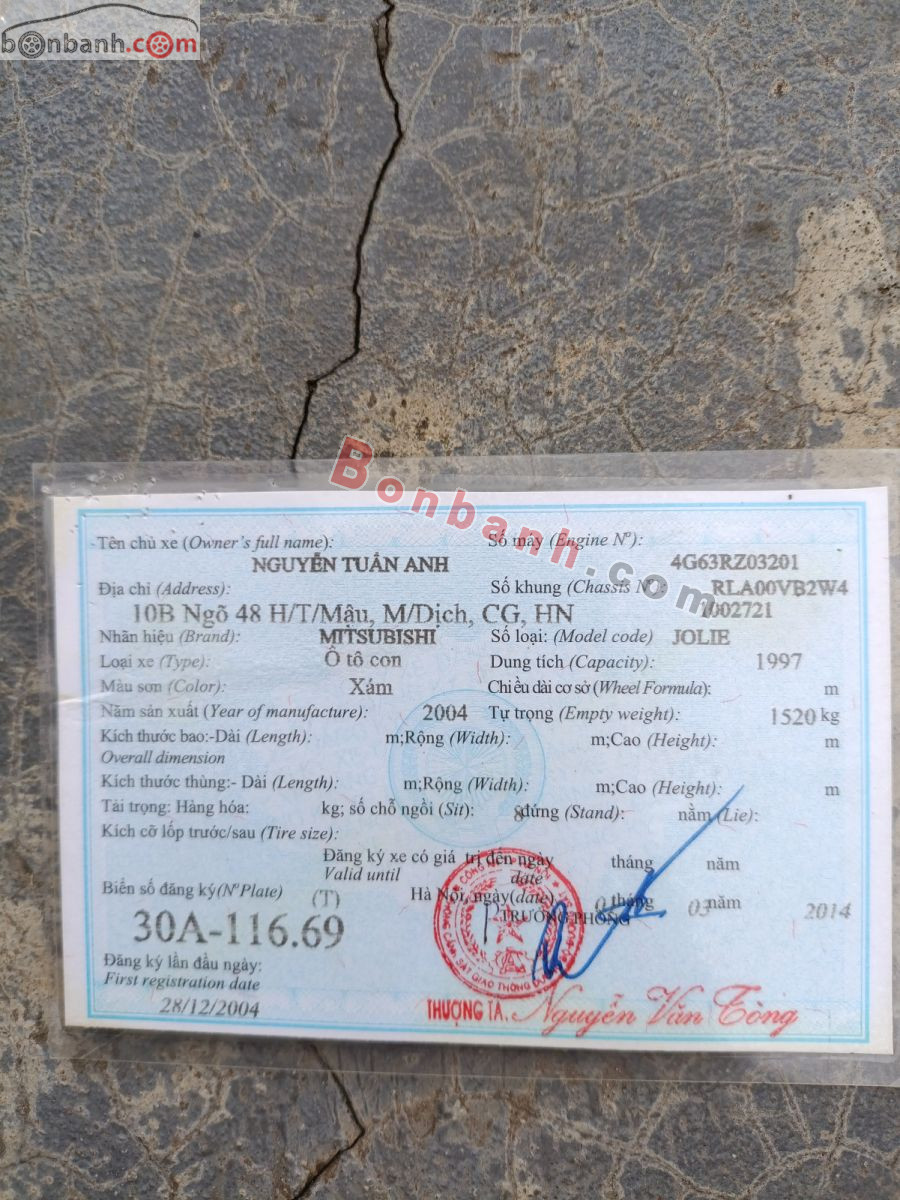 bonbanh.com
Bonbanh.com
Tên chủ xe (Owner's full name): Số máy (Engine N°):
NGUYỄN TUẤN ANH 4G63RZ03201
Địa chỉ (Address): Số khung (Chassis N°): RLA00VB2W4
10B Ngõ 48 H/T/Mậu, M/Dịch, CG, HN 1002721
Nhãn hiệu (Brand): MITSUBISHI Số loại: (Model code) JOLIE
Loại xe (Type): Ô tô con Dung tích (Capacity): 1997
Màu sơn (Color): Xám Chiều dài cơ sở (Wheel Formula): m
Năm sản xuất (Year of manufacture): 2004 Tự trọng (Empty weight): 1520 kg
Kích thước bao:-Dài (Length): m;Rộng (Width): m;Cao (Height): m
Overall dimension
Kích thước thùng:- Dài (Length): m;Rộng (Width): m;Cao (Height): m
Tải trọng: Hàng hóa: kg; số chỗ ngồi (Sit): 8 đứng (Stand): nằm (Lie):
Kích cỡ lốp trước/sau (Tire size):
Đăng ký xe có giá trị đến ngày tháng năm
Valid until date
Biển số đăng ký(N°Plate) (T) Hà Nội, ngày(date) tháng 03 năm 2014
TRƯỞNG PHÒNG
30A-116.69
Đăng ký lần đầu ngày:
First registration date
28/12/2004
THƯỢNG TÁ. Nguyễn Văn Tòng